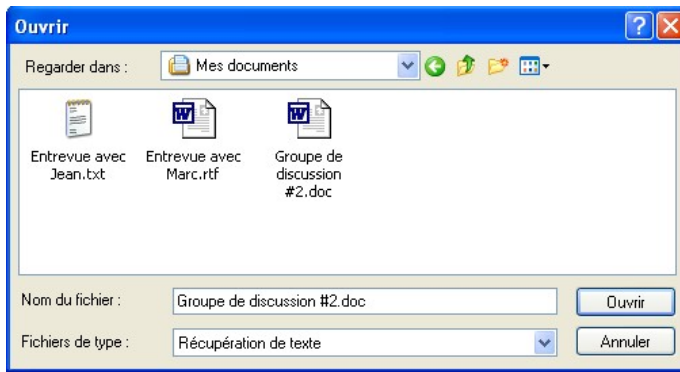 Ouvrir
Regarder dans :
Mes documents
Entrevue avec
Jean.txt
Entrevue avec
Marc.rtf
Groupe de
discussion
#2.doc
Nom du fichier :
Groupe de discussion #2.doc
Ouvrir
Fichiers de type :
Récupération de texte
Annuler